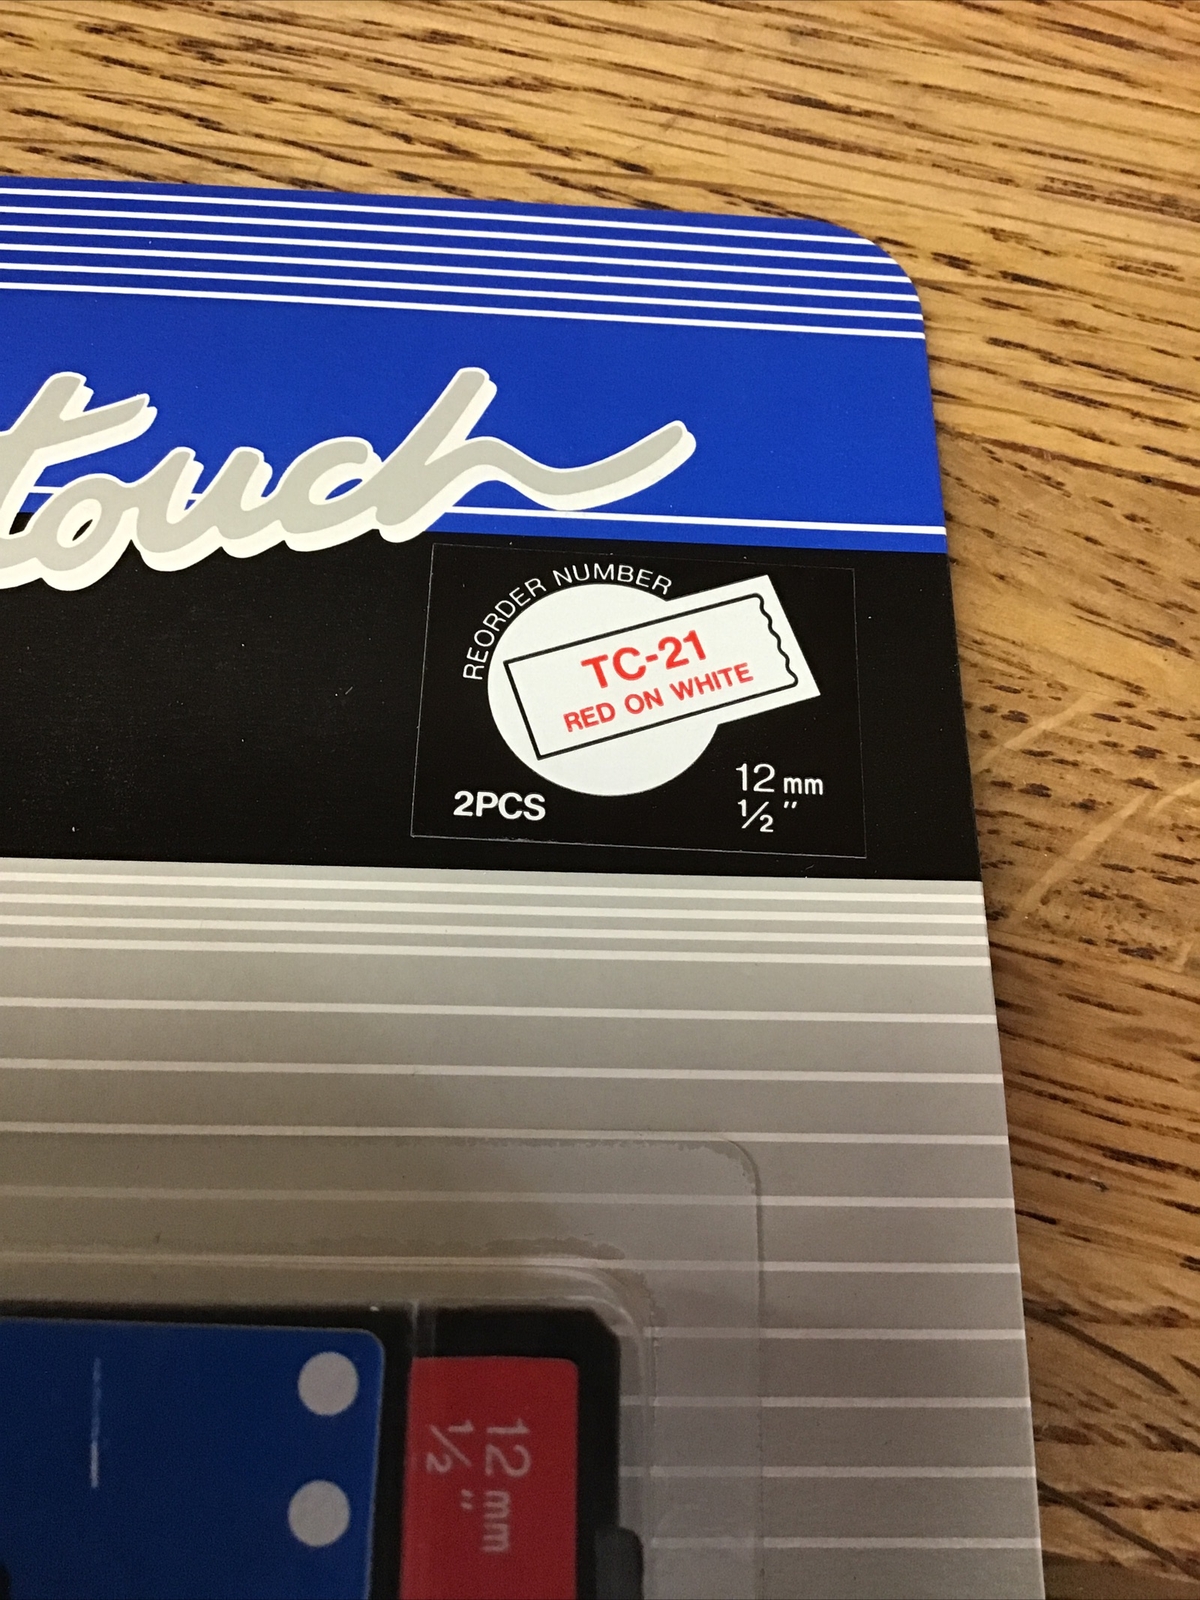 touch
REORDER NUMBER
TC-21
RED ON WHITE
2PCS
12 mm
½"
12 mm
½"